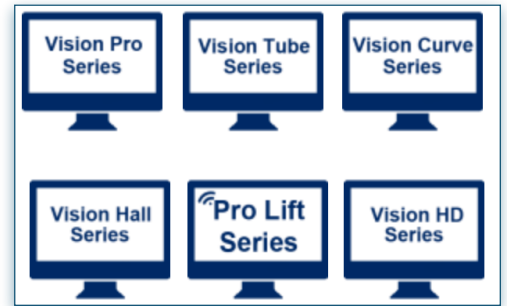 Vision Pro
Series
Vision Tube
Series
Vision Curve
Series
Vision Hall
Series
Pro Lift
Series
Vision HD
Series